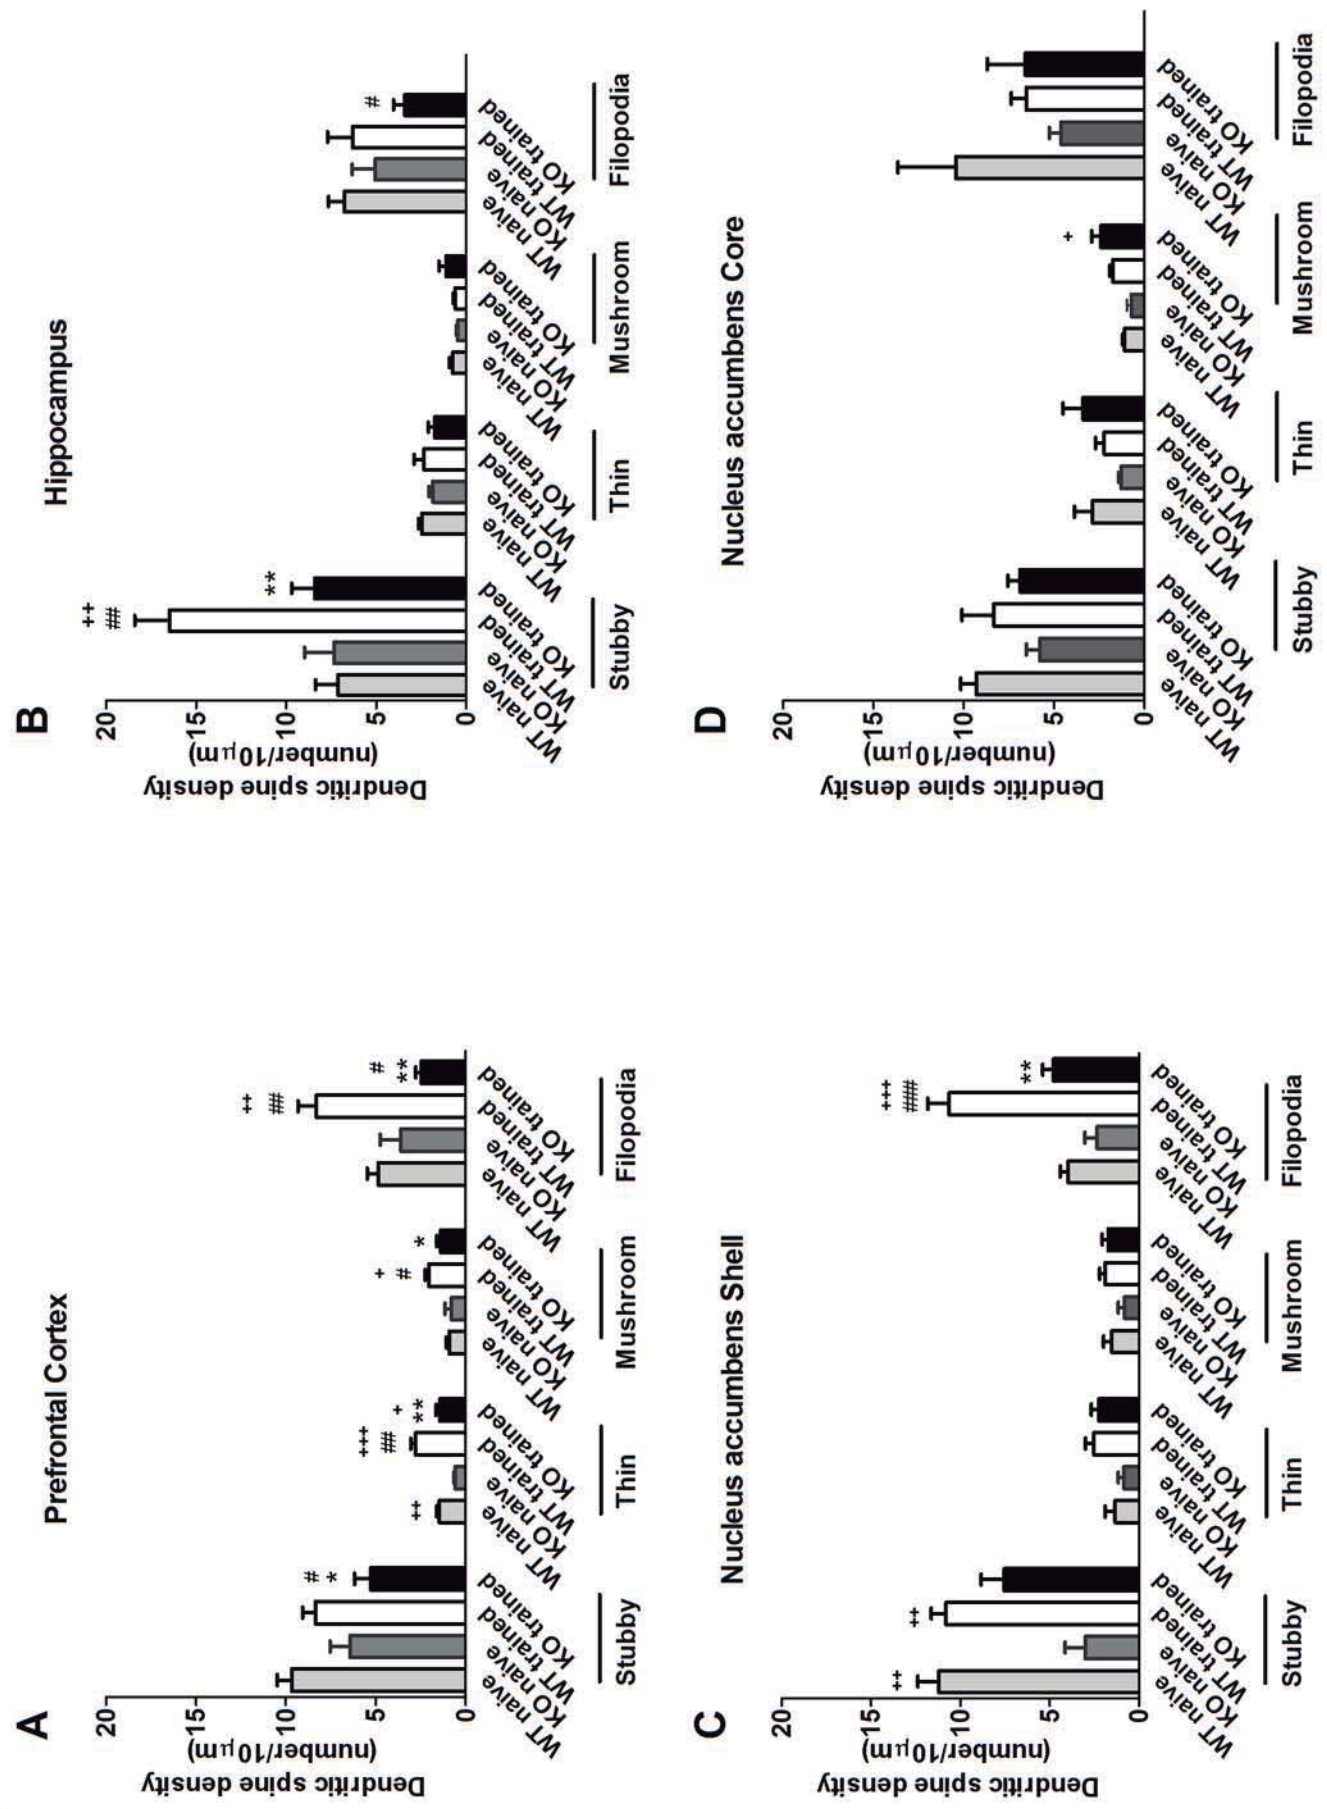 A
Prefrontal Cortex
Dendritic spine density
(number/10µm)
20
15
10
5
0
# *
++
+++ ##
+ **
+ #
*
++ ##
# **
WT naive
KO naive
WT trained
KO trained
WT naive
KO naive
WT trained
KO trained
WT naive
KO naive
WT trained
KO trained
WT naive
KO naive
WT trained
KO trained
Stubby
Thin
Mushroom
Filopodia
B
Hippocampus
Dendritic spine density
(number/10µm)
20
15
10
5
0
++ ##
**
#
WT naive
KO naive
WT trained
KO trained
WT naive
KO naive
WT trained
KO trained
WT naive
KO naive
WT trained
KO trained
WT naive
KO naive
WT trained
KO trained
Stubby
Thin
Mushroom
Filopodia
C
Nucleus accumbens Shell
Dendritic spine density
(number/10µm)
20
15
10
5
0
++
++
+++ ###
**
WT naive
KO naive
WT trained
KO trained
WT naive
KO naive
WT trained
KO trained
WT naive
KO naive
WT trained
KO trained
WT naive
KO naive
WT trained
KO trained
Stubby
Thin
Mushroom
Filopodia
D
Nucleus accumbens Core
Dendritic spine density
(number/10µm)
20
15
10
5
0
+
WT naive
KO naive
WT trained
KO trained
WT naive
KO naive
WT trained
KO trained
WT naive
KO naive
WT trained
KO trained
WT naive
KO naive
WT trained
KO trained
Stubby
Thin
Mushroom
Filopodia